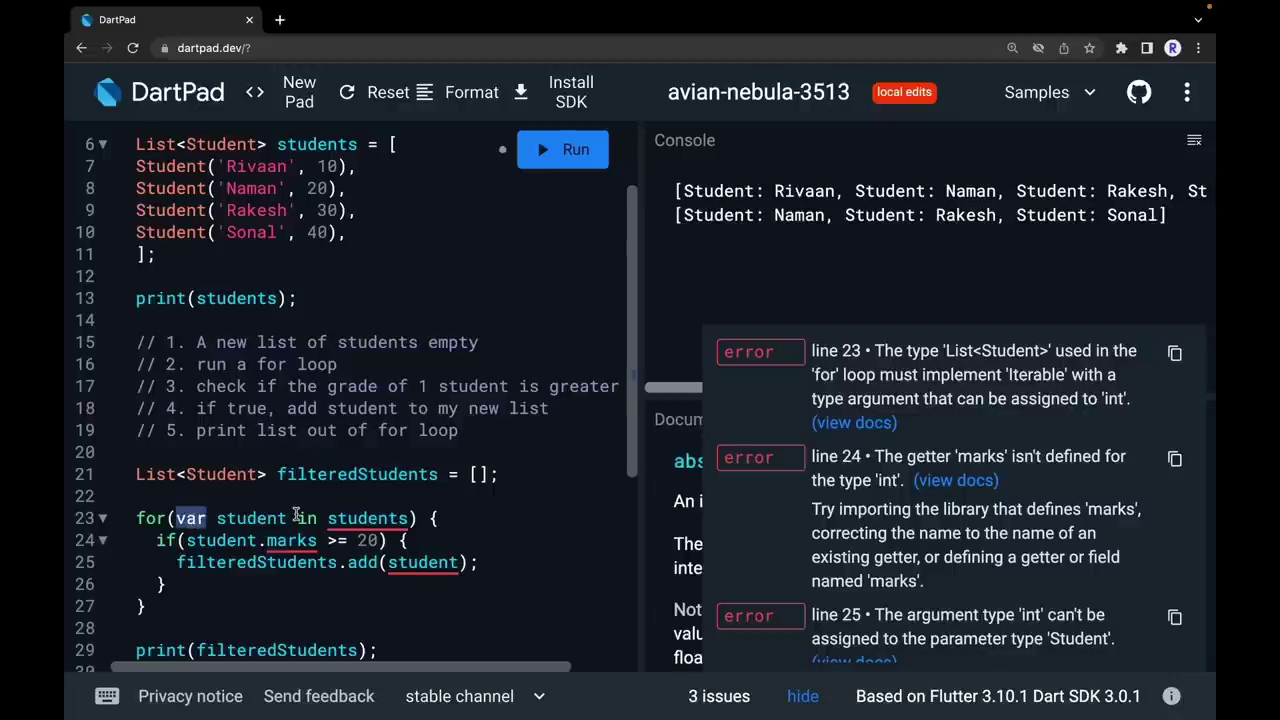 DartPad
dartpad.dev/?
R
DartPad
<> New Pad
Reset
Format
Install SDK
avian-nebula-3513
local edits
Samples
6 List<Student> students = [
7 Student('Rivaan', 10),
8 Student('Naman', 20),
9 Student('Rakesh', 30),
10 Student('Sonal', 40),
11 ];
12
13 print(students);
14
15 // 1. A new list of students empty
16 // 2. run a for loop
17 // 3. check if the grade of 1 student is greater
18 // 4. if true, add student to my new list
19 // 5. print list out of for loop
20
21 List<Student> filteredStudents = [];
22
23 for(var student in students) {
24 if(student.marks >= 20) {
25 filteredStudents.add(student);
26 }
27 }
28
29 print(filteredStudents);
Run
Console
[Student: Rivaan, Student: Naman, Student: Rakesh, St
[Student: Naman, Student: Rakesh, Student: Sonal]
Docum
abs
An i
The
inte
Not
valu
floa
error line 23 • The type 'List<Student>' used in the
'for' loop must implement 'Iterable' with a
type argument that can be assigned to 'int'.
(view docs)
error line 24 • The getter 'marks' isn't defined for
the type 'int'. (view docs)
Try importing the library that defines 'marks',
correcting the name to the name of an
existing getter, or defining a getter or field
named 'marks'.
error line 25 • The argument type 'int' can't be
assigned to the parameter type 'Student'.
(view docs)
Privacy notice
Send feedback
stable channel
3 issues
hide
Based on Flutter 3.10.1 Dart SDK 3.0.1